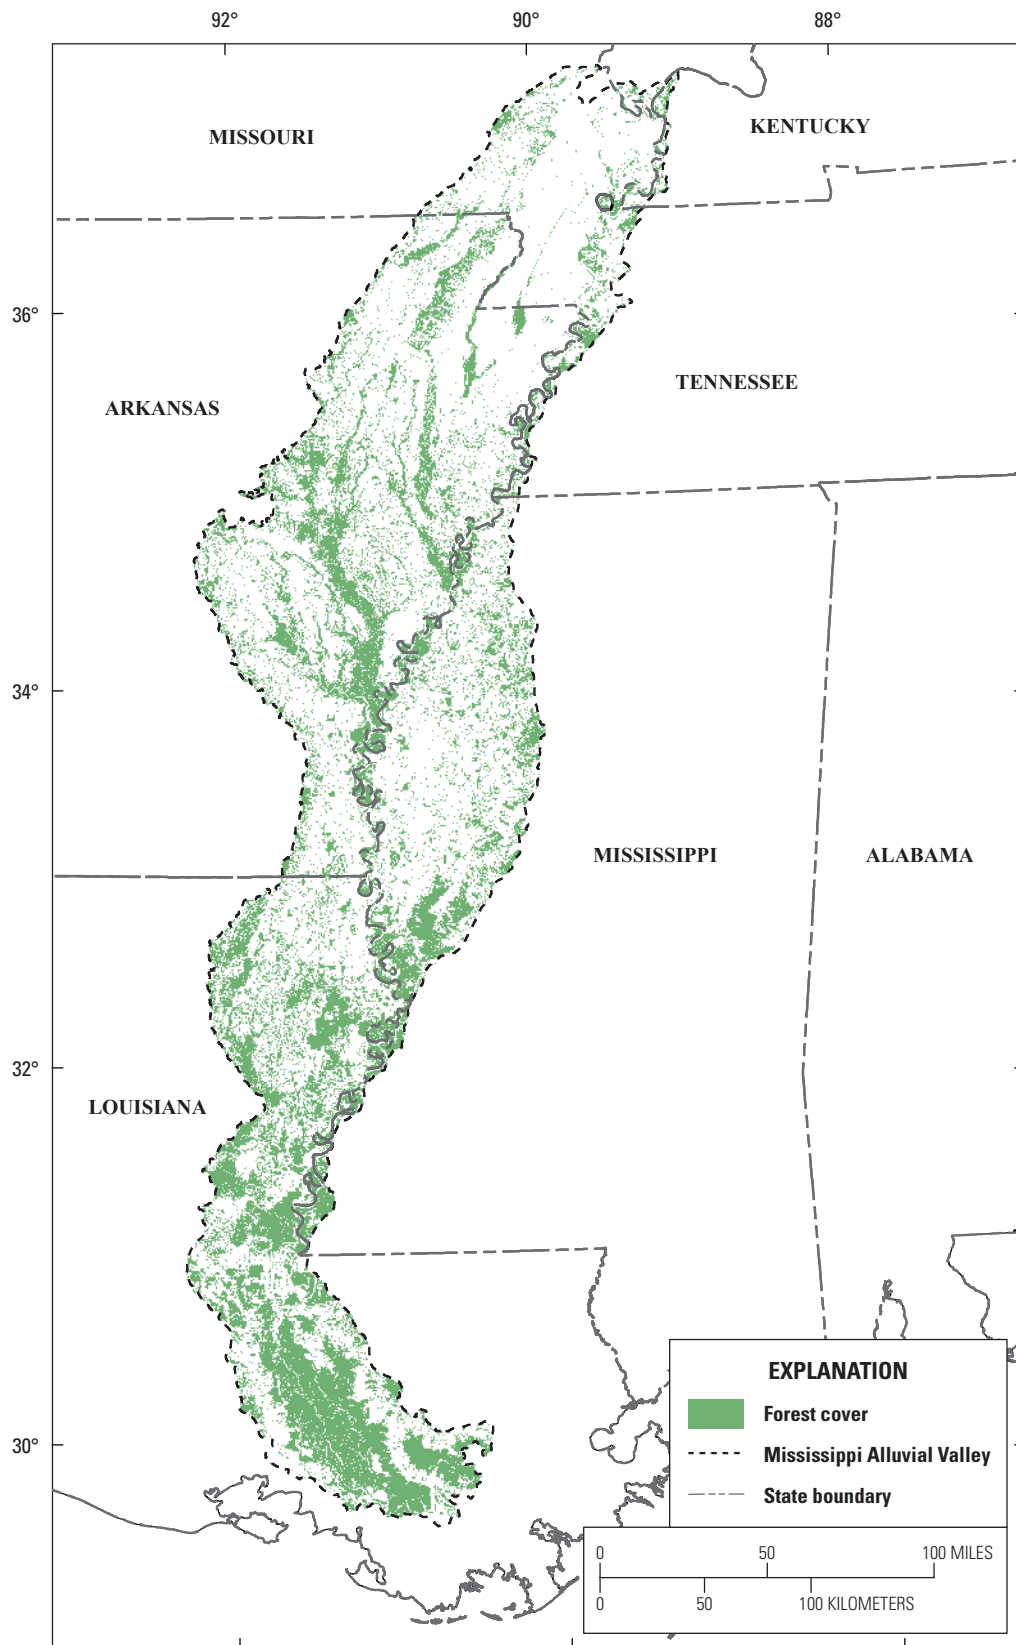 92°
90°
88°
MISSOURI
KENTUCKY
36°
TENNESSEE
ARKANSAS
34°
MISSISSIPPI
ALABAMA
32°
LOUISIANA
30°
EXPLANATION
Forest cover
Mississippi Alluvial Valley
State boundary
0 50 100 MILES
0 50 100 KILOMETERS